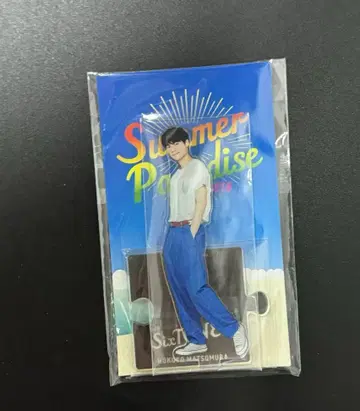 Summer
Paradise
SixTONES
HOKUTO MATSUMURA